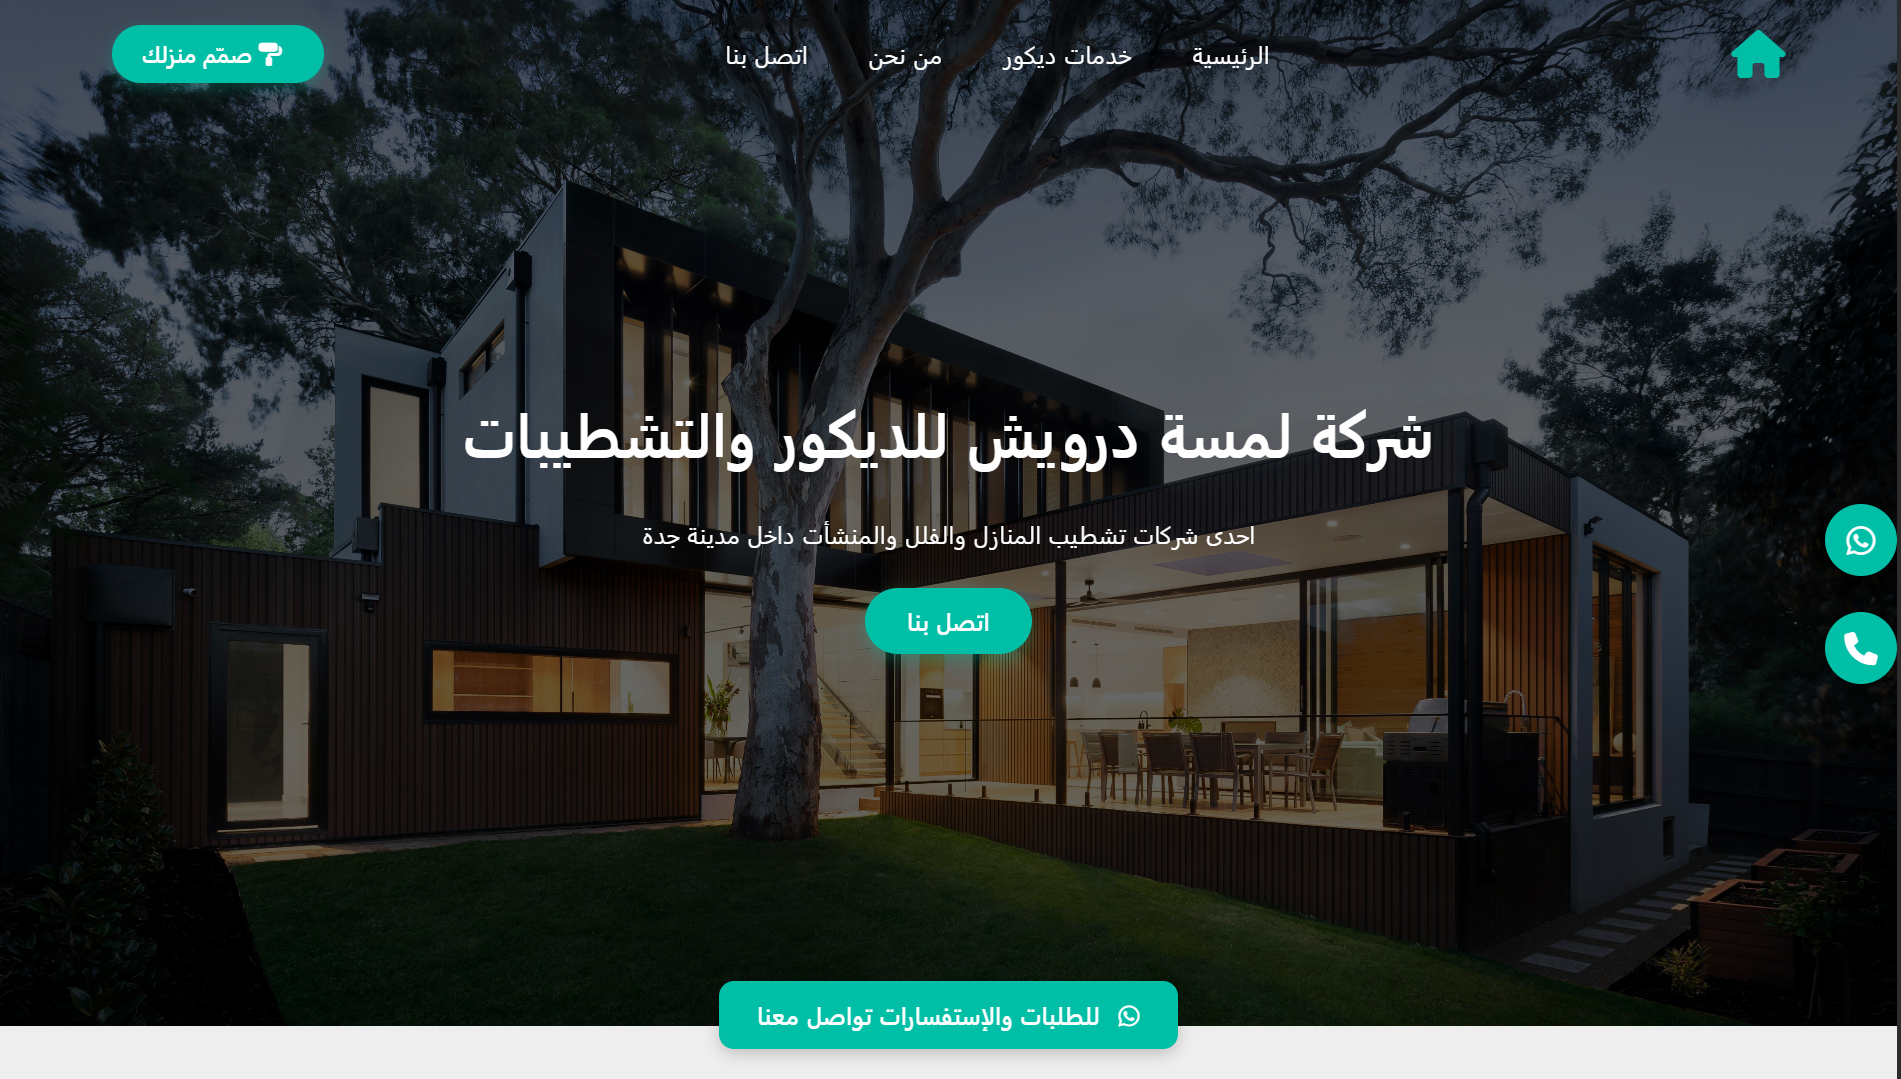 الرئيسية
خدمات ديكور
من نحن
اتصل بنا
صمّم منزلك
شركة لمسة درويش للديكور والتشطيبات
احدى شركات تشطيب المنازل والفلل والمنشأت داخل مدينة جدة
اتصل بنا
للطلبات والإستفسارات تواصل معنا